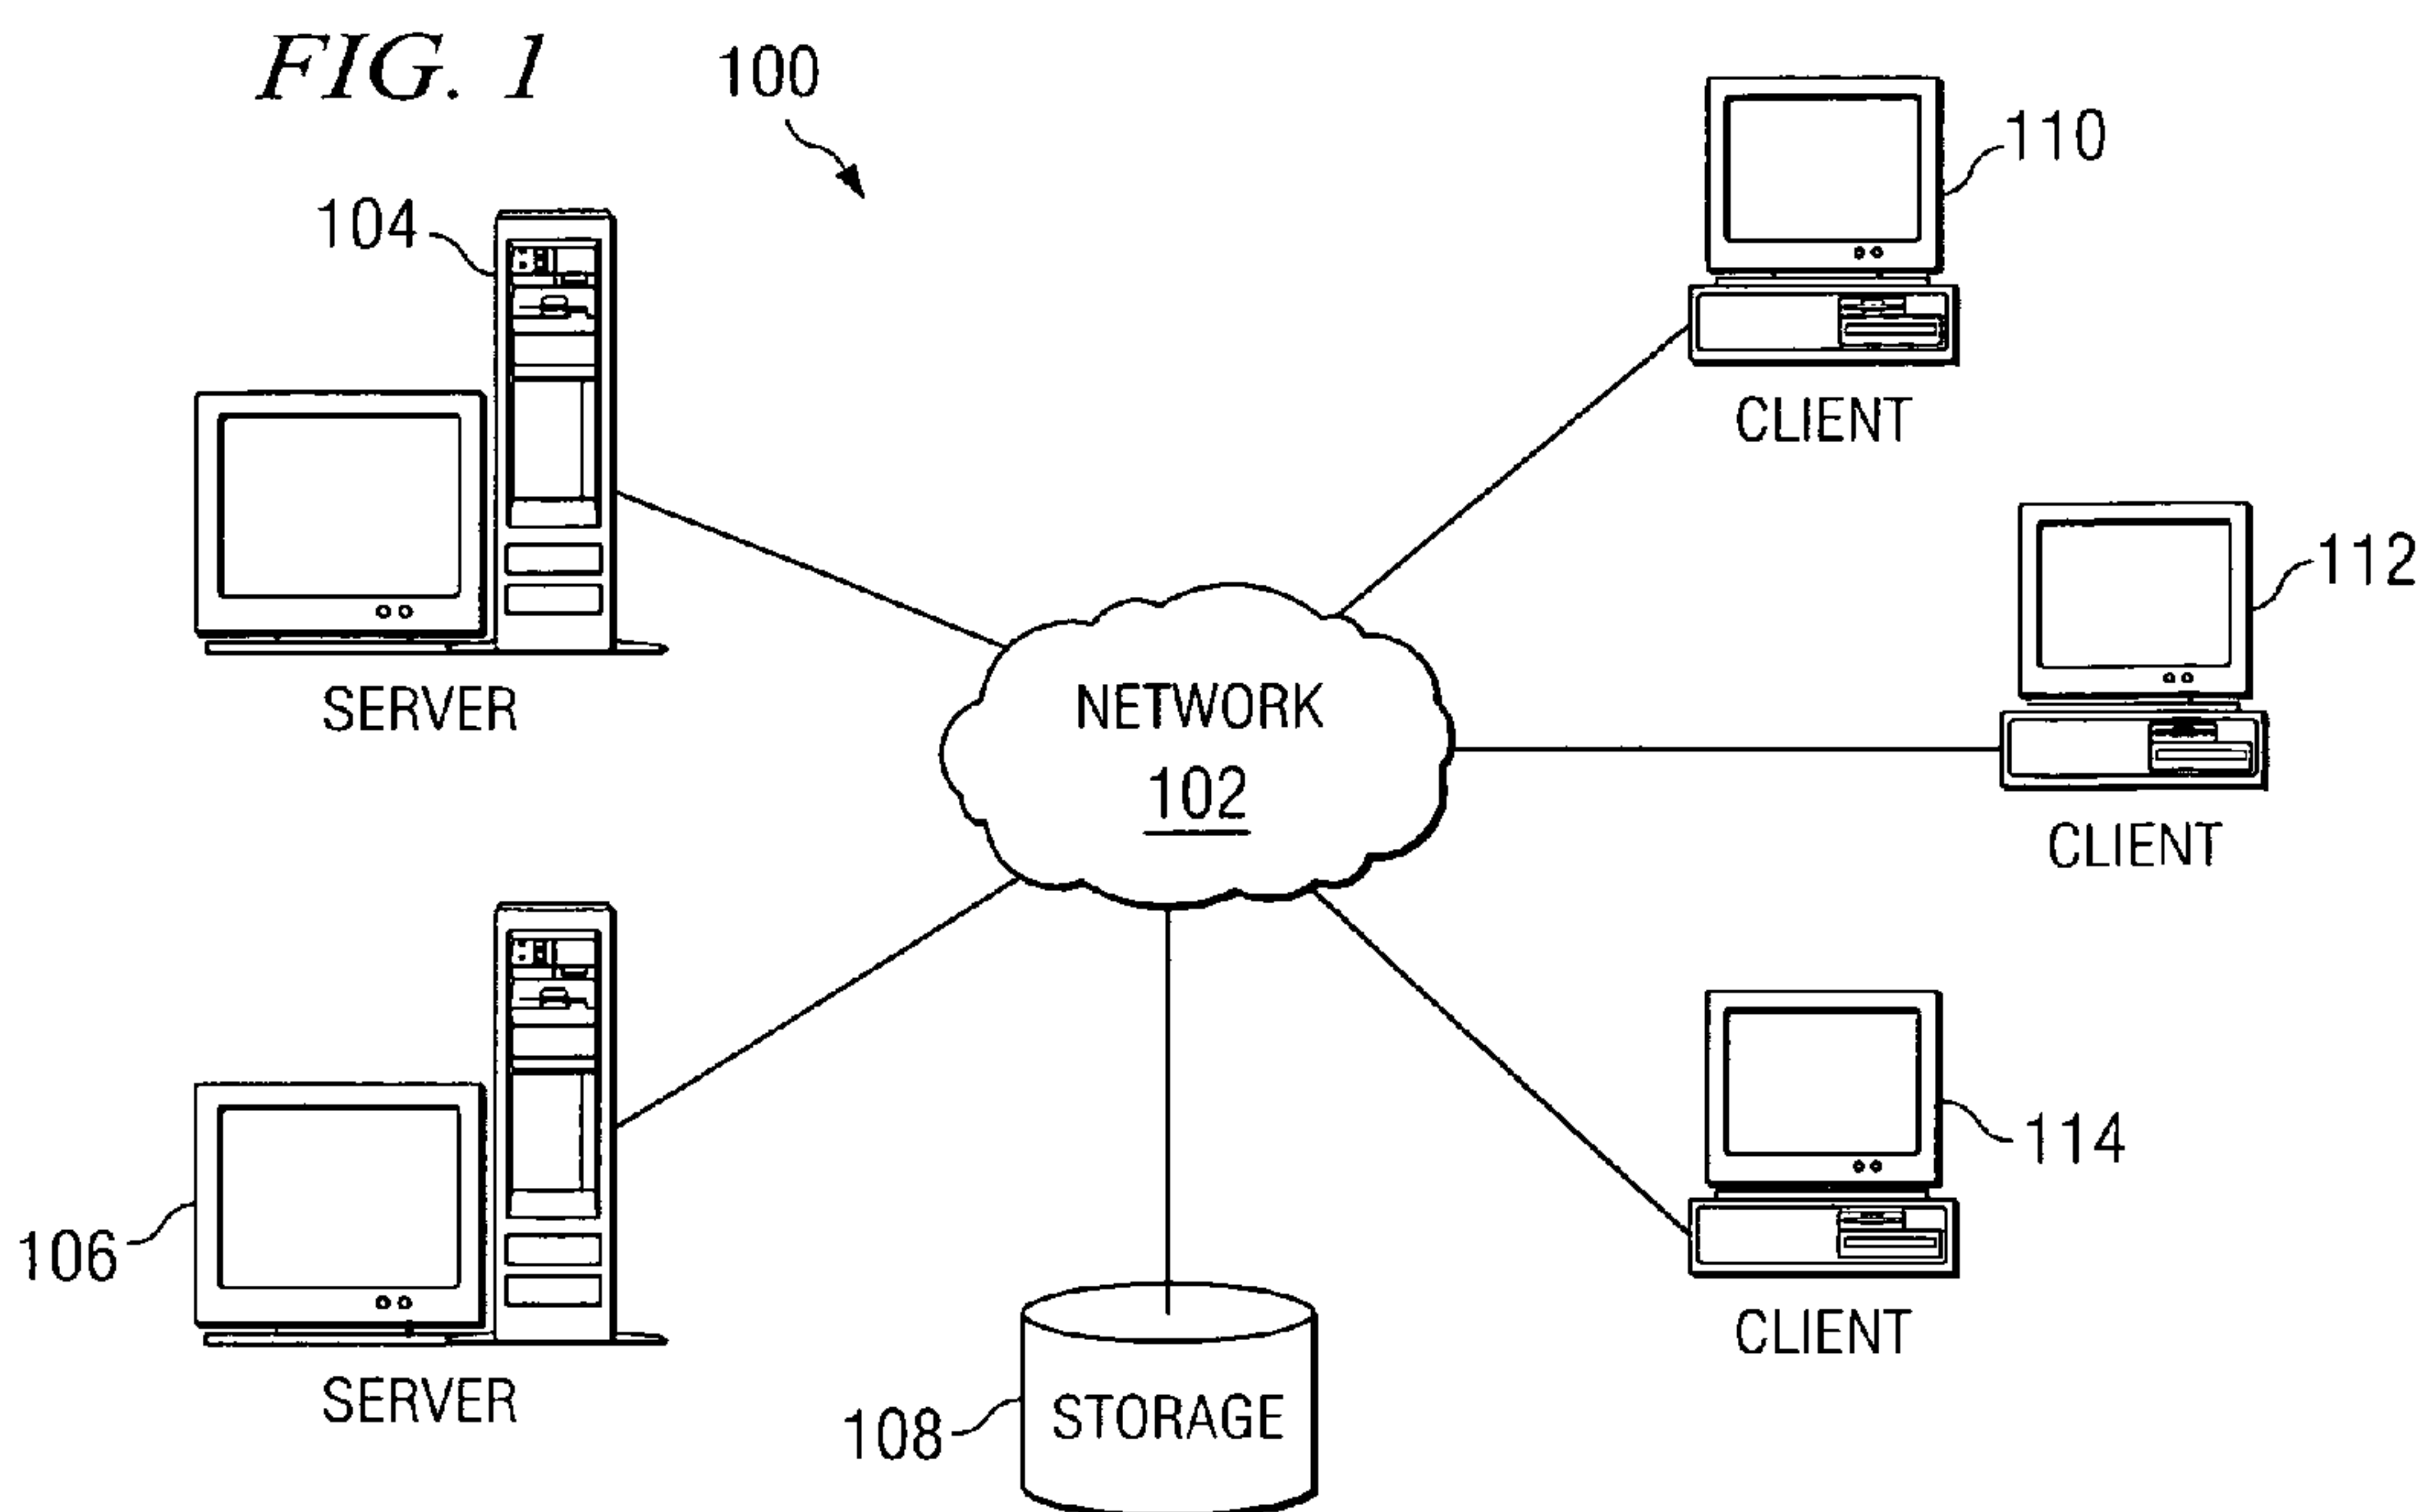 FIG. 1
100
110
104
CLIENT
112
SERVER
NETWORK
102
CLIENT
106
SERVER
114
CLIENT
108
STORAGE